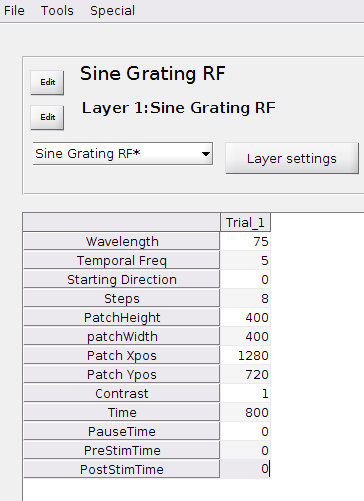 File Tools Special
Edit Sine Grating RF
Edit Layer 1:Sine Grating RF
Sine Grating RF* Layer settings
Trial_1
Wavelength 75
Temporal Freq 5
Starting Direction 0
Steps 8
PatchHeight 400
patchWidth 400
Patch Xpos 1280
Patch Ypos 720
Contrast 1
Time 800
PauseTime 0
PreStimTime 0
PostStimTime 0